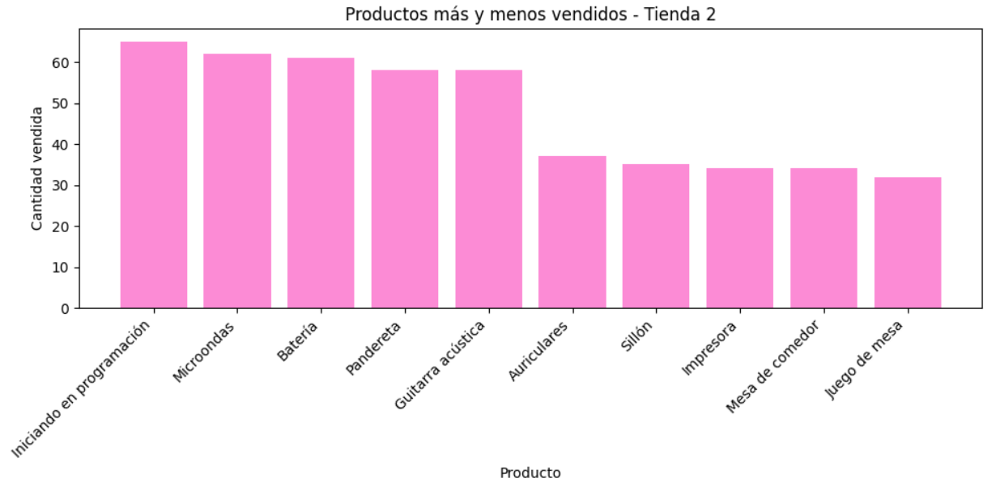 Productos más y menos vendidos - Tienda 2
Cantidad vendida
60
50
40
30
20
10
0
Iniciando en programación
Microondas
Batería
Pandereta
Guitarra acústica
Auriculares
Sillón
Impresora
Mesa de comedor
Juego de mesa
Producto